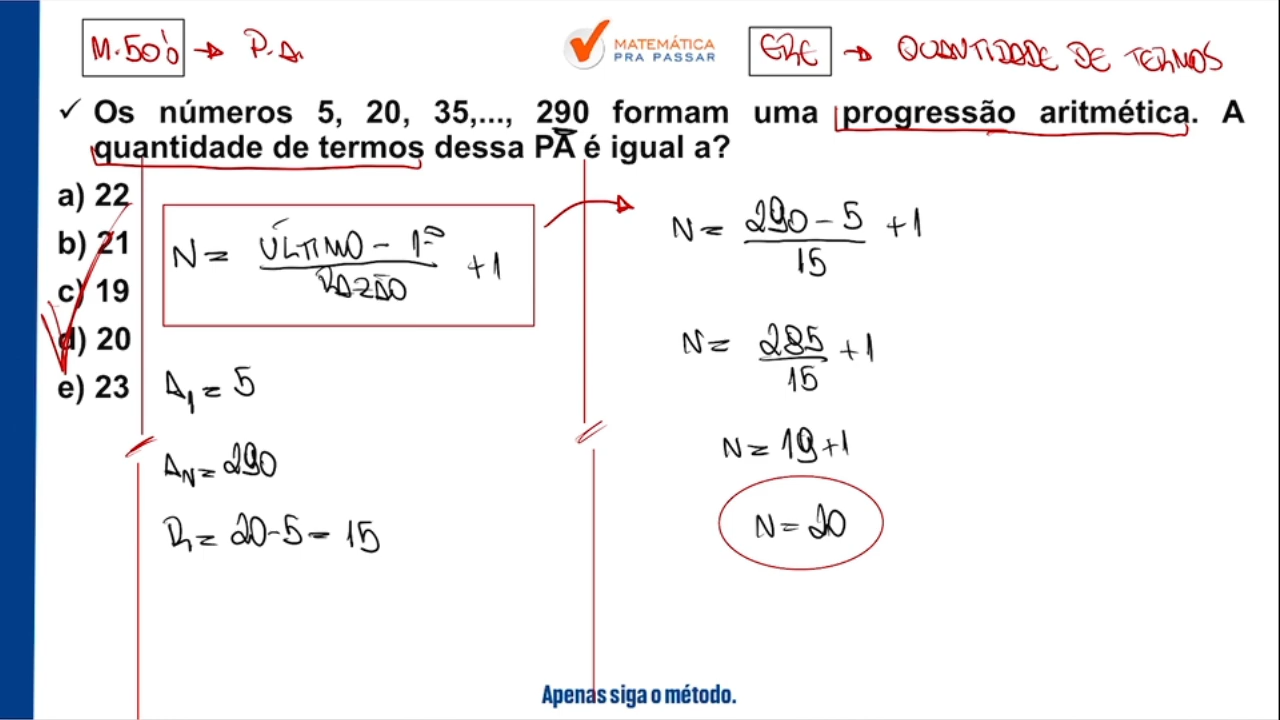 M.500 → P.A.
MATEMÁTICA
PRA PASSAR
→ QUANTIDADE DE TERMOS
✓ Os números 5, 20, 35,..., 290 formam uma progressão aritmética. A
quantidade de termos dessa PA é igual a?
a) 22
b) 21
c) 19
d) 20
e) 23
N = (ÚLTIMO - 1º)/RAZÃO + 1
A1 = 5
AN = 290
R = 20-5 = 15
N = (290 - 5)/15 + 1
N = 285/15 + 1
N = 19+1
N = 20
Apenas siga o método.